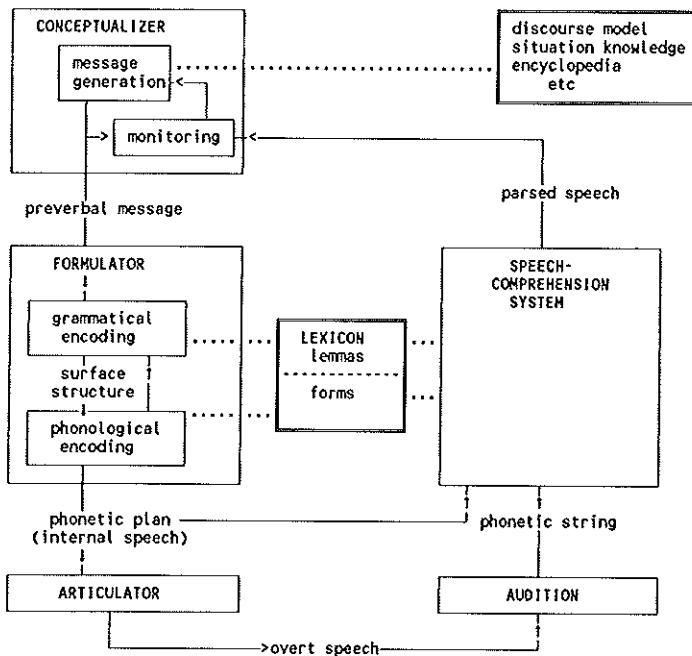 CONCEPTUALIZER
message
generation
monitoring
discourse model
situation knowledge
encyclopedia
etc
preverbal message
parsed speech
FORMULATOR
grammatical
encoding
surface
structure
phonological
encoding
LEXICON
lemmas
forms
SPEECH-
COMPREHENSION
SYSTEM
phonetic plan
(internal speech)
phonetic string
ARTICULATOR
AUDITION
overt speech